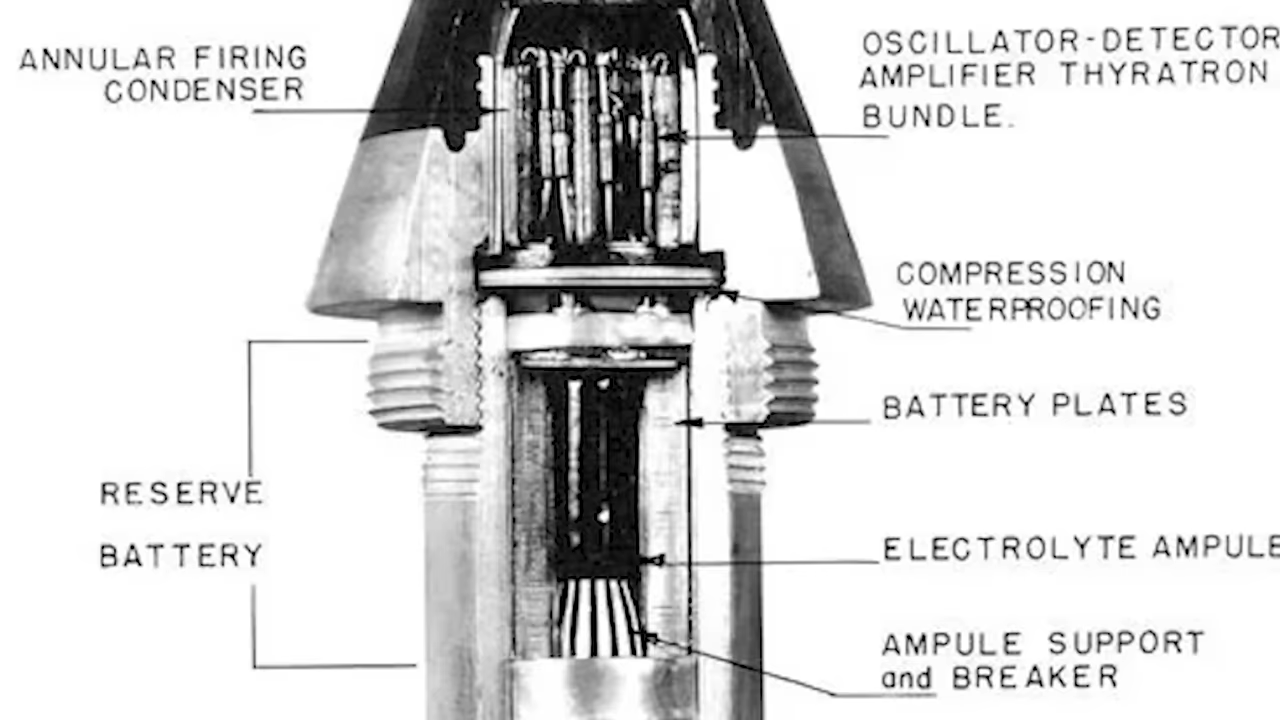 ANNULAR FIRING
CONDENSER
OSCILLATOR-DETECTOR
AMPLIFIER THYRATRON
BUNDLE.
COMPRESSION
WATERPROOFING
BATTERY PLATES
RESERVE
BATTERY
ELECTROLYTE AMPULE
AMPULE SUPPORT
and BREAKER